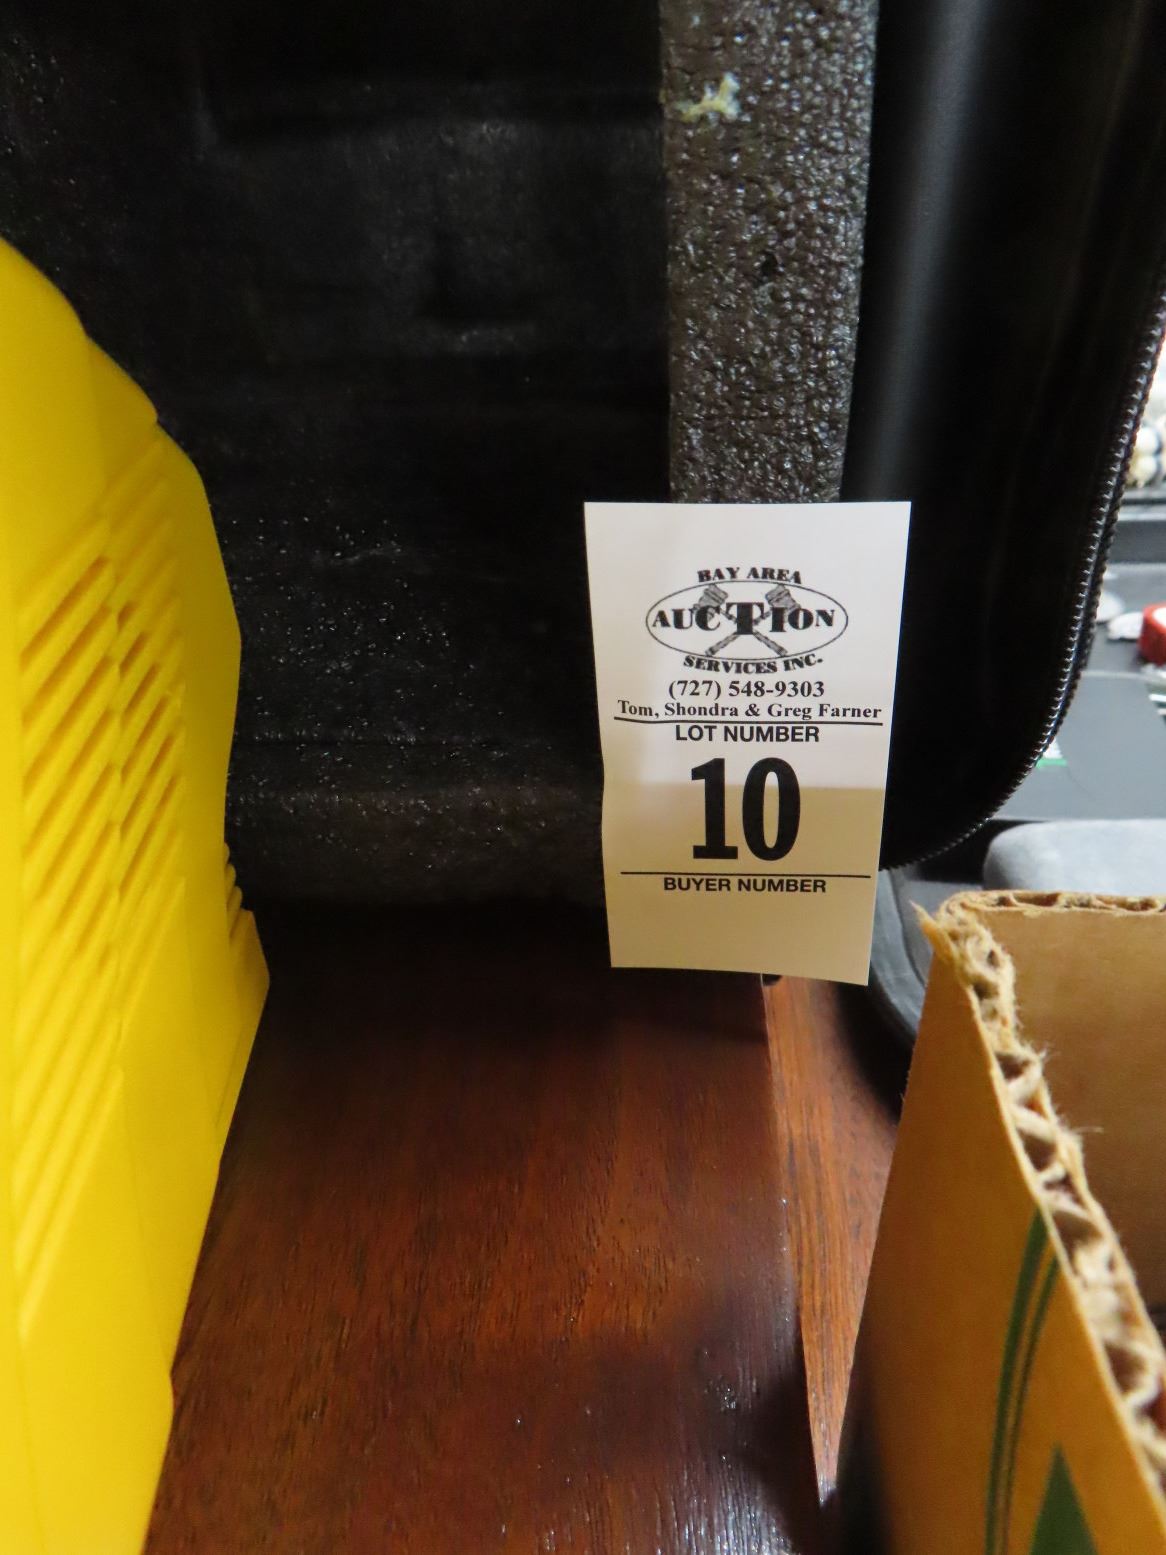 BAY AREA
AUCTION
SERVICES INC.
(727) 548-9303
Tom, Shondra & Greg Farner
LOT NUMBER
10
BUYER NUMBER